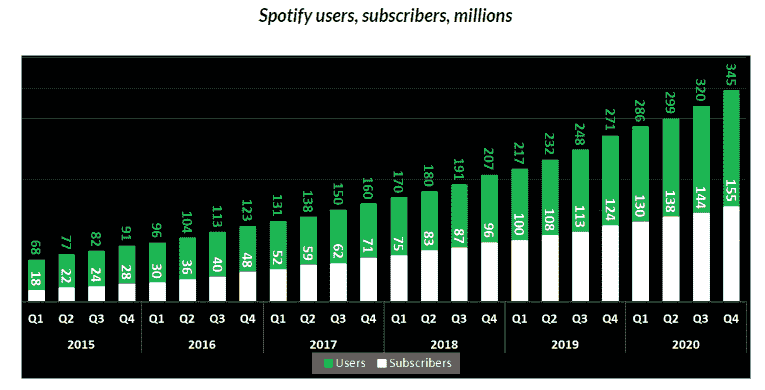 Spotify users, subscribers, millions
68 77 82 91 96 104 113 123 131 138 150 160 170 180 191 207 217 232 248 271 286 299 320 345
18 22 24 28 30 36 40 48 52 59 62 71 75 83 87 96 100 108 113 124 130 138 144 155
Q1 Q2 Q3 Q4 Q1 Q2 Q3 Q4 Q1 Q2 Q3 Q4 Q1 Q2 Q3 Q4 Q1 Q2 Q3 Q4 Q1 Q2 Q3 Q4
2015 2016 2017 2018 2019 2020
Users Subscribers